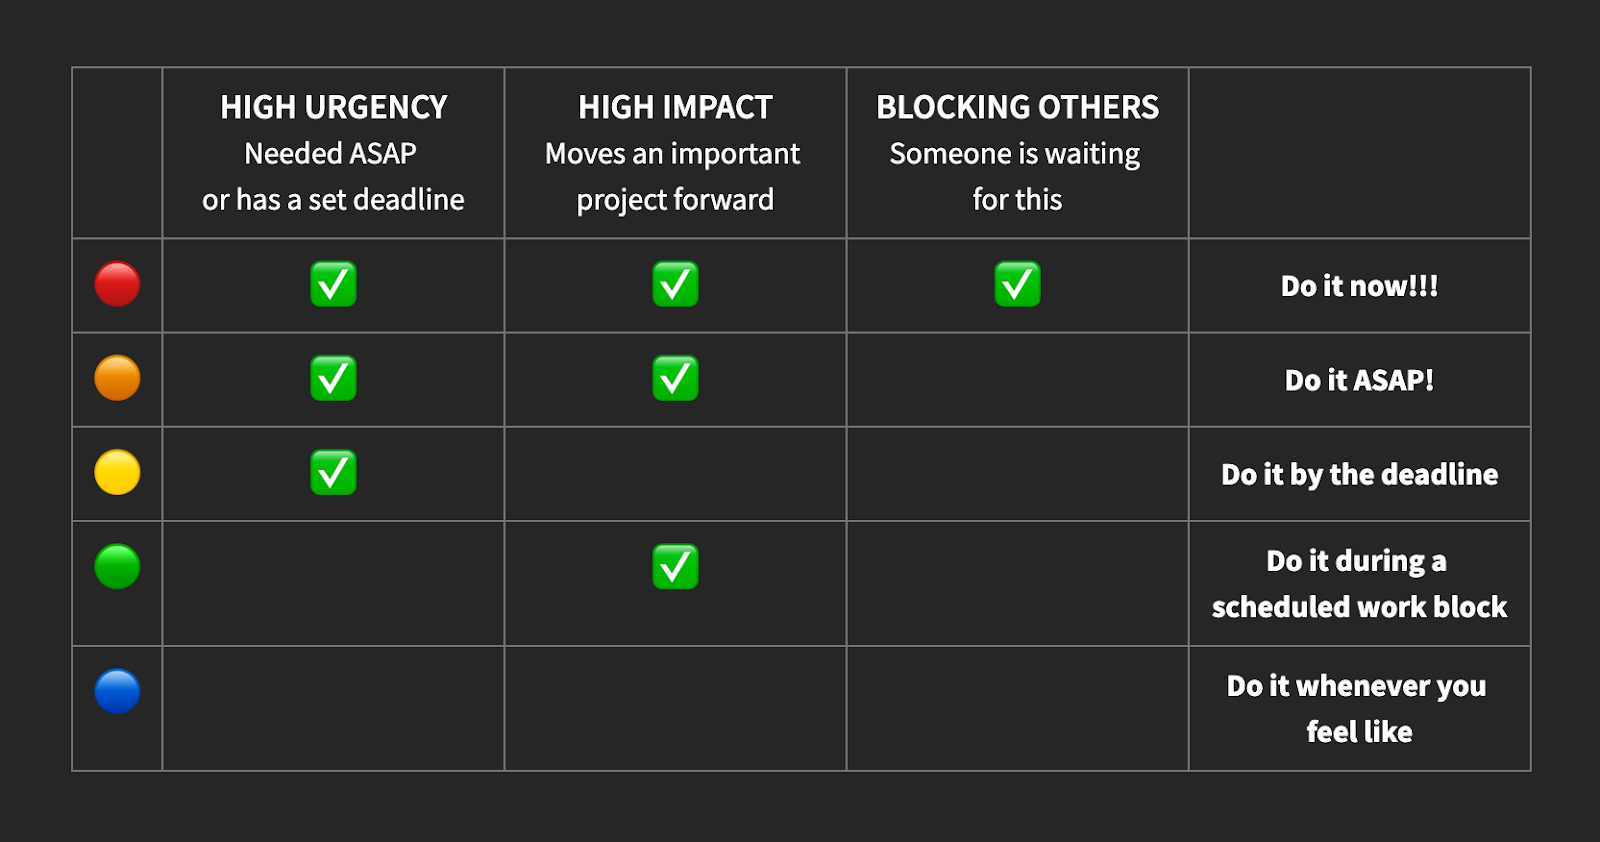 HIGH URGENCY
Needed ASAP
or has a set deadline
HIGH IMPACT
Moves an important
project forward
BLOCKING OTHERS
Someone is waiting
for this
Do it now!!!
Do it ASAP!
Do it by the deadline
Do it during a
scheduled work block
Do it whenever you
feel like